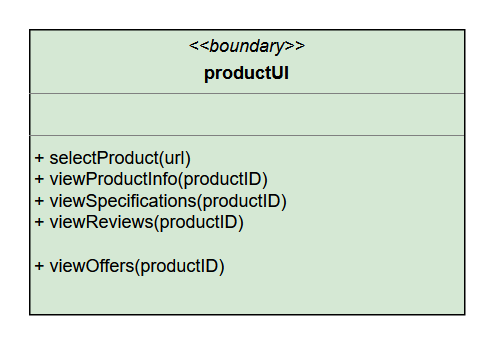 <<boundary>>
productUI
+ selectProduct(url)
+ viewProductInfo(productID)
+ viewSpecifications(productID)
+ viewReviews(productID)
+ viewOffers(productID)